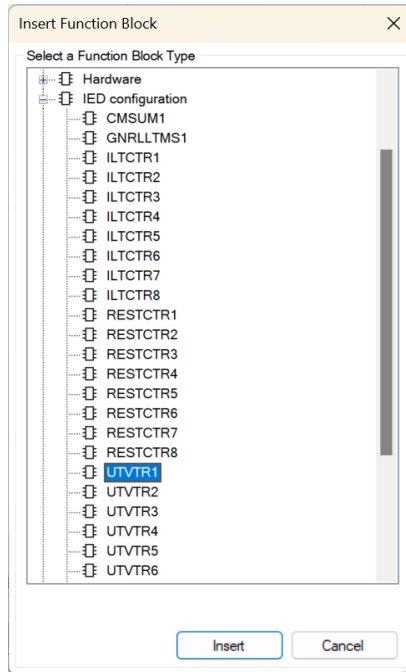 Insert Function Block
Select a Function Block Type
Hardware
IED configuration
CMSUM1
GNRLLTMS1
ILTCTR1
ILTCTR2
ILTCTR3
ILTCTR4
ILTCTR5
ILTCTR6
ILTCTR7
ILTCTR8
RESTCTR1
RESTCTR2
RESTCTR3
RESTCTR4
RESTCTR5
RESTCTR6
RESTCTR7
RESTCTR8
UTVTR1
UTVTR2
UTVTR3
UTVTR4
UTVTR5
UTVTR6
Insert Cancel